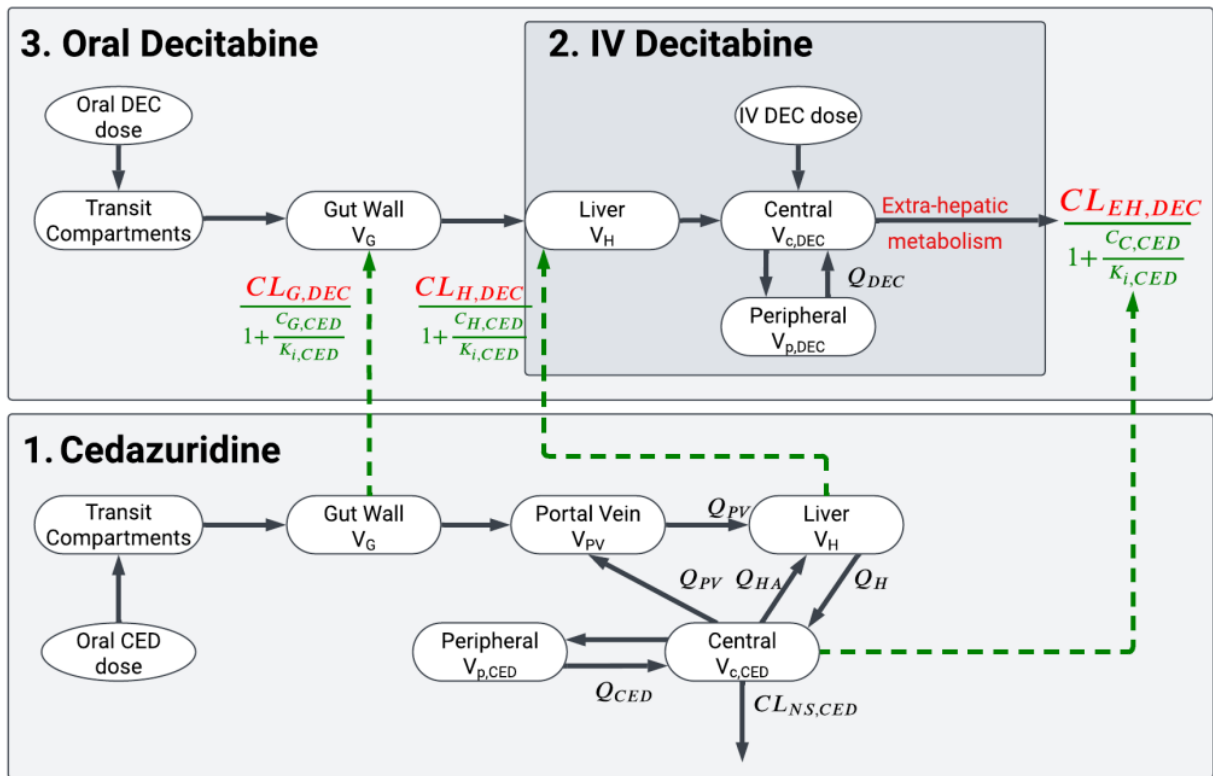 3. Oral Decitabine
2. IV Decitabine
Oral DEC
dose
IV DEC dose
Transit
Compartments
Gut Wall
V_G
Liver
V_H
Central
V_c,DEC
Extra-hepatic
metabolism
CL_EH,DEC
1+ C_C,CED
K_i,CED
Q_DEC
Peripheral
V_p,DEC
CL_G,DEC
1+ C_G,CED
K_i,CED
CL_H,DEC
1+ C_H,CED
K_i,CED
1. Cedazuridine
Transit
Compartments
Gut Wall
V_G
Portal Vein
V_PV
Q_PV
Liver
V_H
Q_PV
Q_HA
Q_H
Oral CED
dose
Peripheral
V_p,CED
Q_CED
Central
V_c,CED
CL_NS,CED